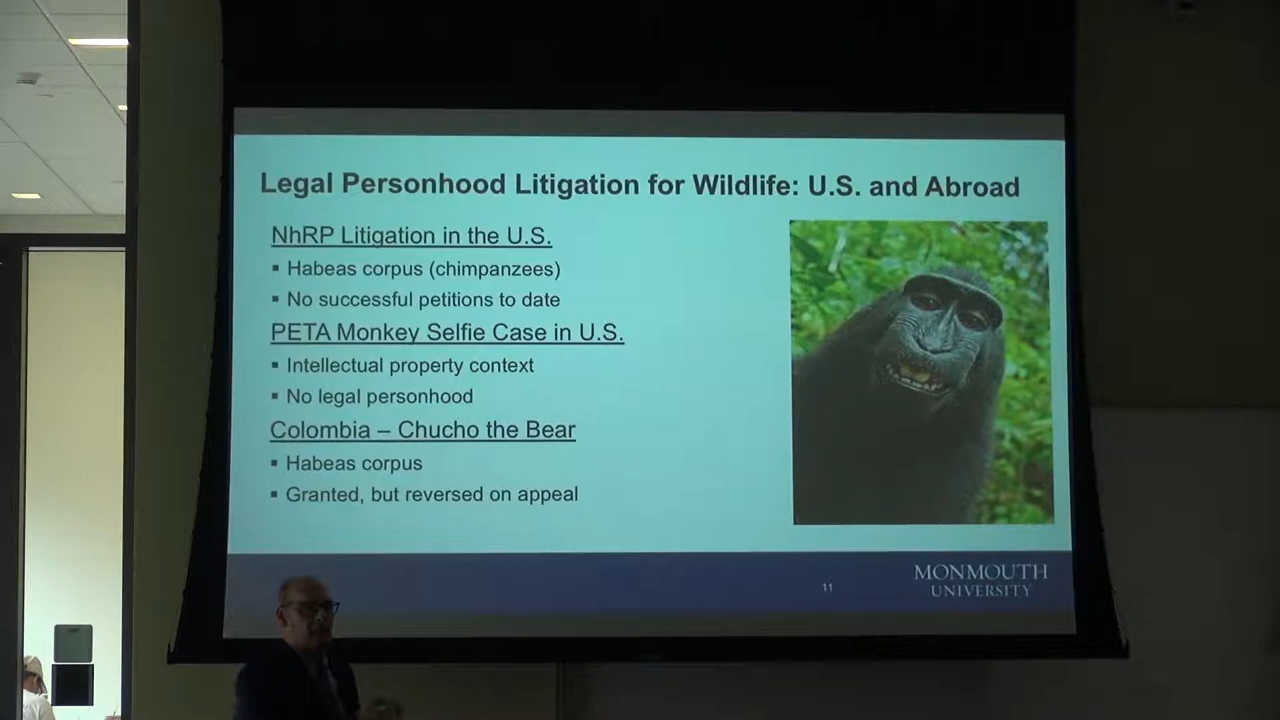 Legal Personhood Litigation for Wildlife: U.S. and Abroad
NhRP Litigation in the U.S.
▪ Habeas corpus (chimpanzees)
▪ No successful petitions to date
PETA Monkey Selfie Case in U.S.
▪ Intellectual property context
▪ No legal personhood
Colombia – Chucho the Bear
▪ Habeas corpus
▪ Granted, but reversed on appeal
11
MONMOUTH
UNIVERSITY